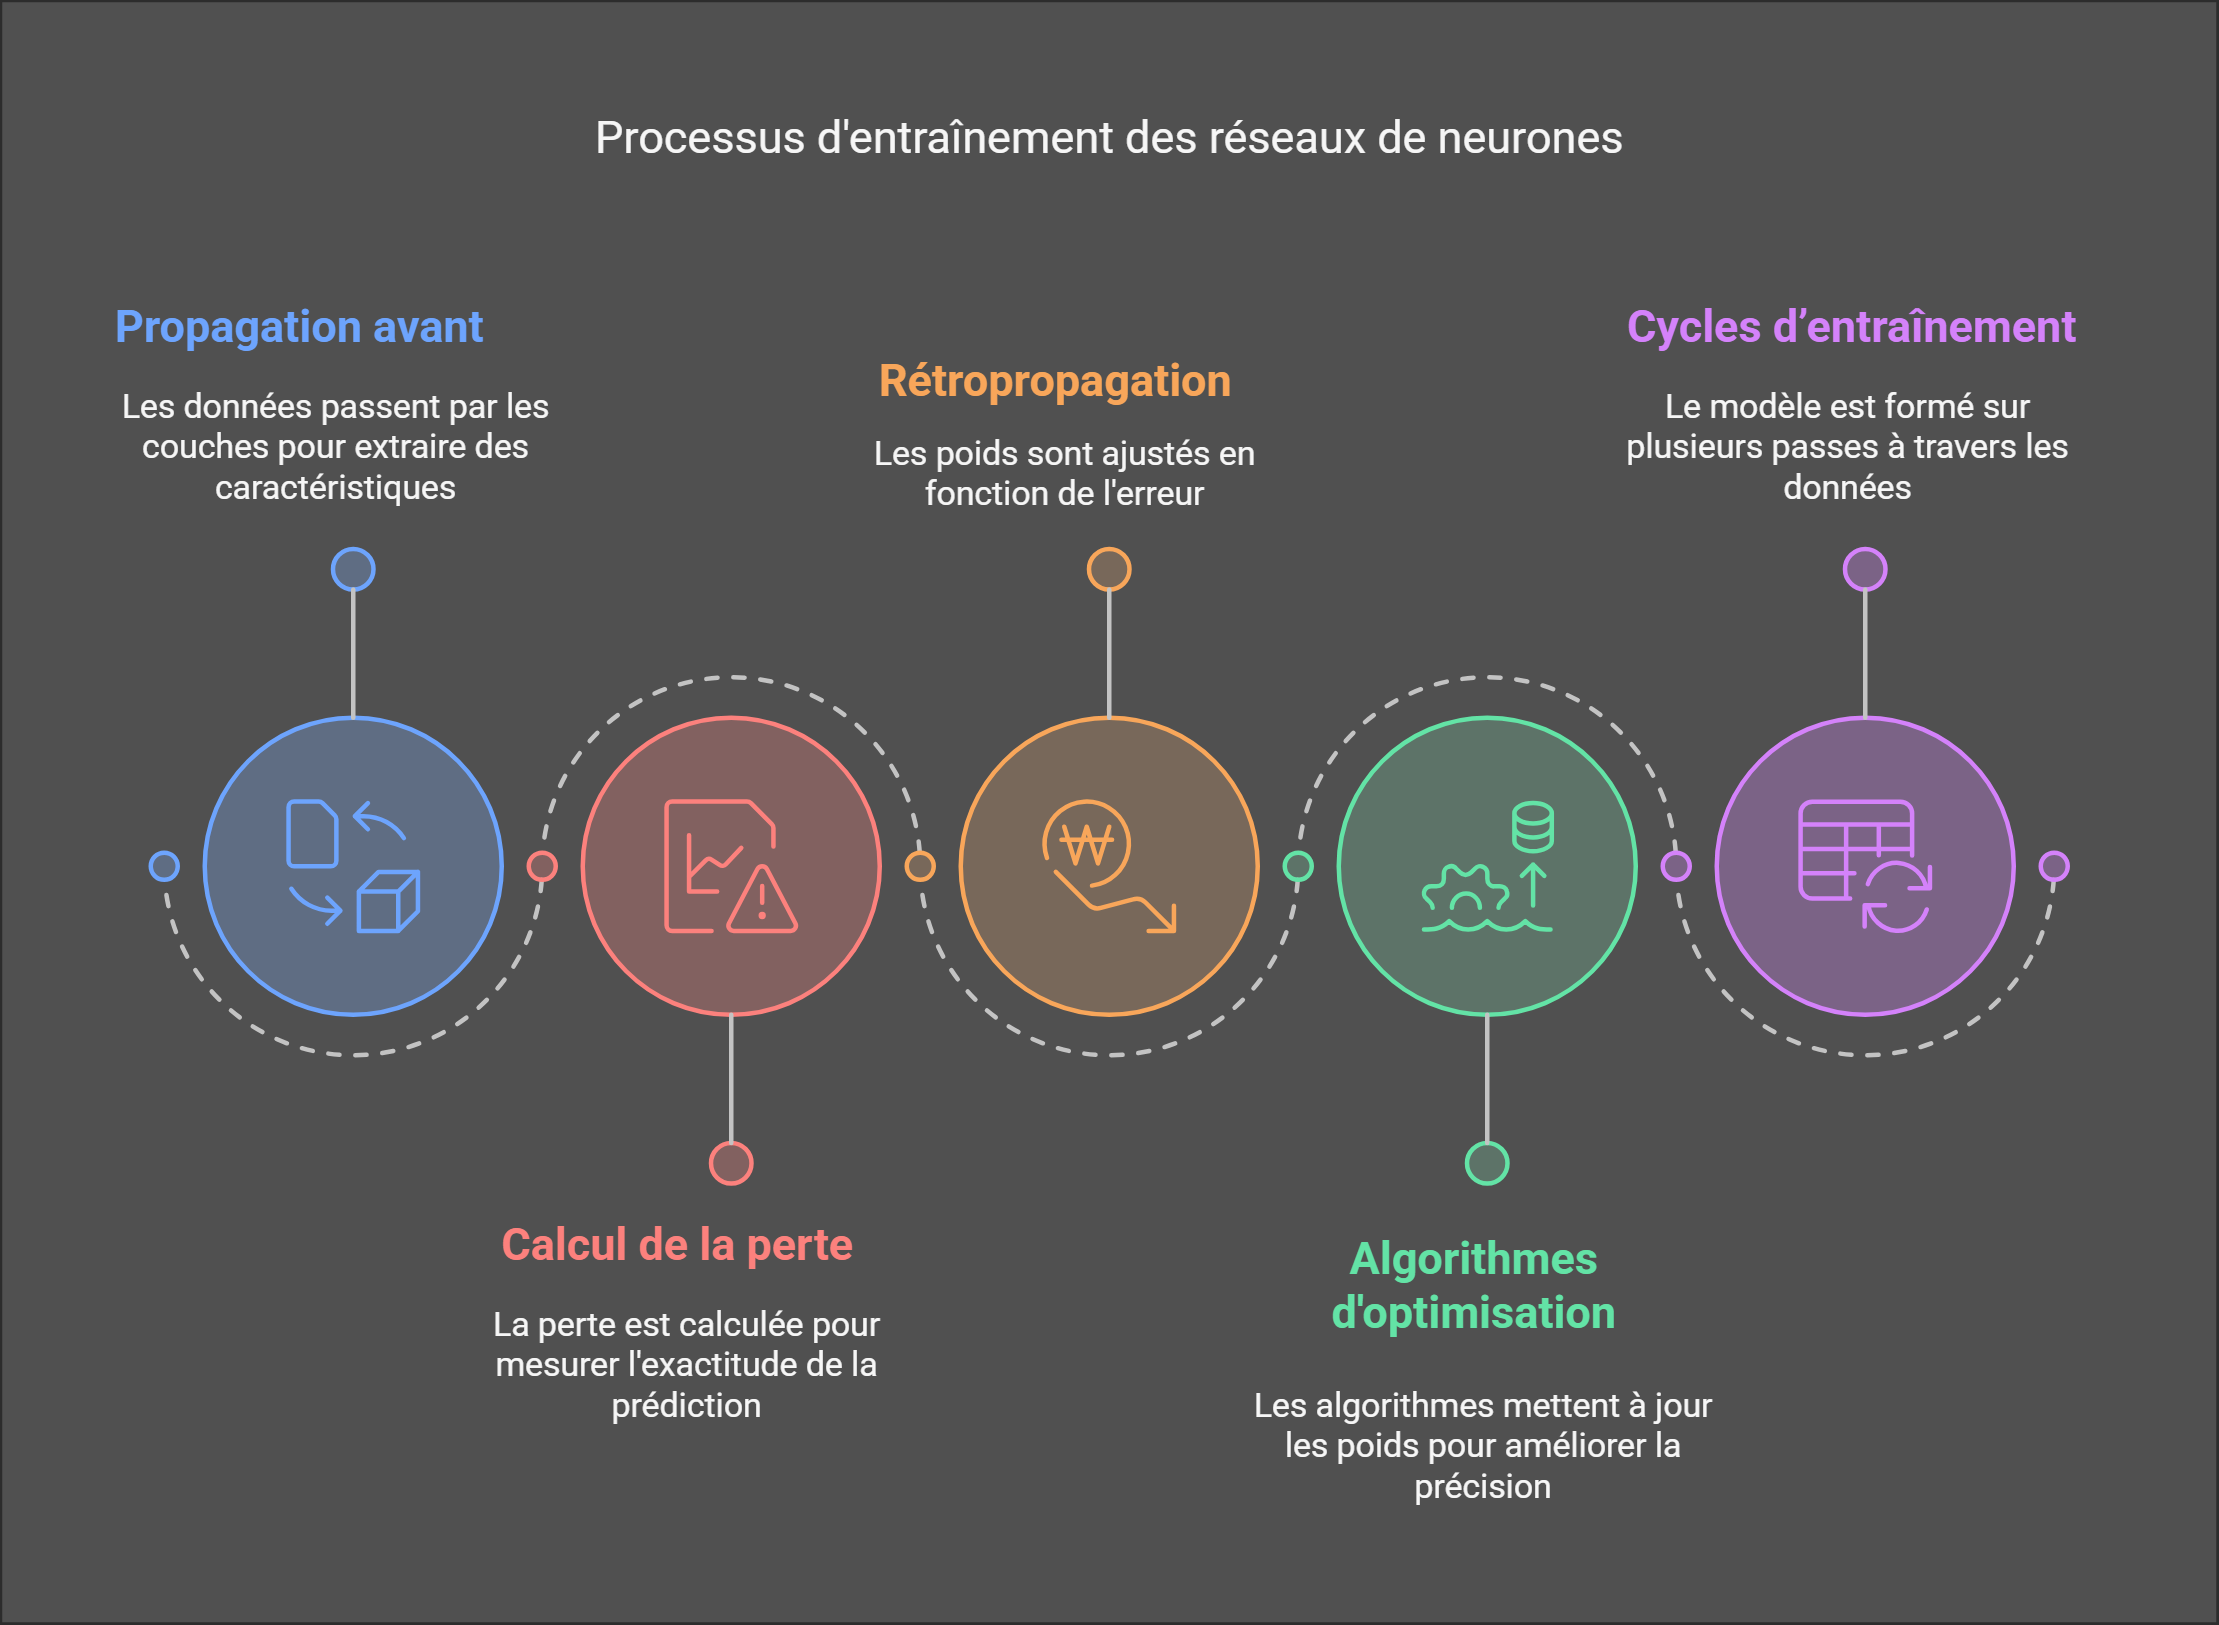 Processus d'entraînement des réseaux de neurones
Propagation avant
Les données passent par les
couches pour extraire des
caractéristiques
Calcul de la perte
La perte est calculée pour
mesurer l'exactitude de la
prédiction
Rétropropagation
Les poids sont ajustés en
fonction de l'erreur
Algorithmes
d'optimisation
Les algorithmes mettent à jour
les poids pour améliorer la
précision
Cycles d’entraînement
Le modèle est formé sur
plusieurs passes à travers les
données